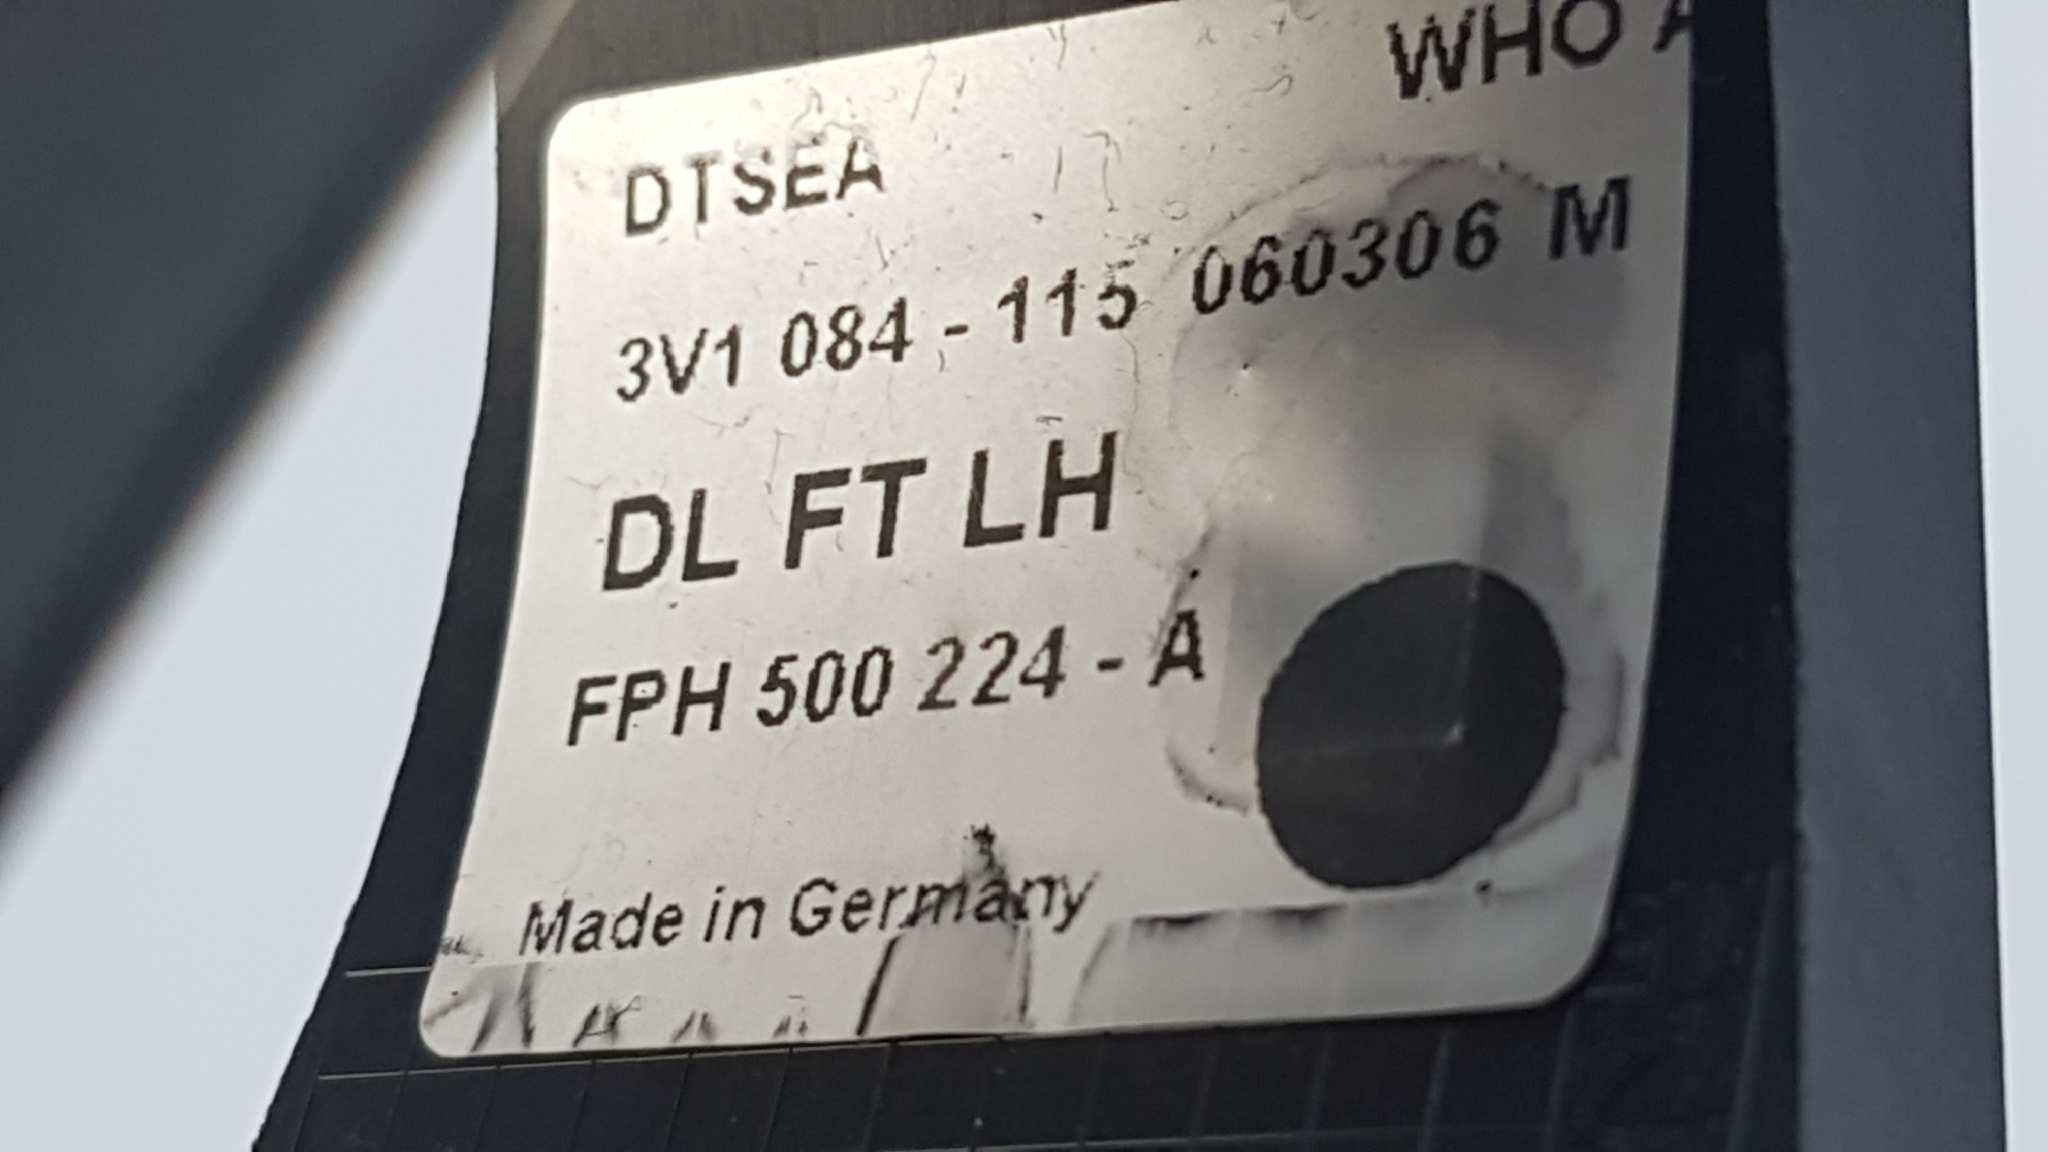 WHO A
DTSEA
3V1 084 - 115 060306 M
DL FT LH
FPH 500 224 - A
Made in Germany